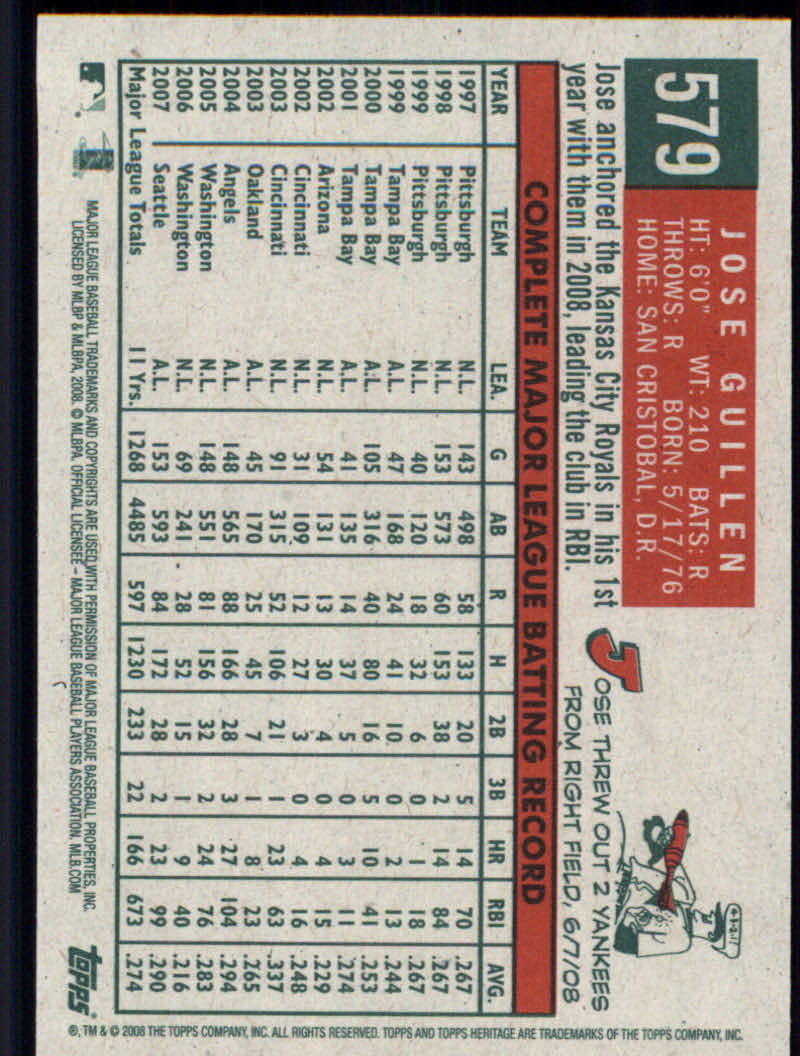 579
JOSE GUILLEN
HT: 6'0" WT: 210 BATS: R
THROWS: R BORN: 5/17/76
HOME: SAN CRISTOBAL, D.R.
Jose anchored the Kansas City Royals in his 1st
year with them in 2008, leading the club in RBI.
JOSE THREW OUT 2 YANKEES
FROM RIGHT FIELD, 6/7/08
COMPLETE MAJOR LEAGUE BATTING RECORD
YEAR TEAM LEA. G AB R H 2B 3B HR RBI AVG.
1997 Pittsburgh N.L. 143 498 58 133 20 5 14 70 .267
1998 Pittsburgh N.L. 153 573 60 153 38 2 14 84 .267
1999 Pittsburgh N.L. 40 120 18 32 6 0 1 18 .267
1999 Tampa Bay A.L. 47 168 24 41 10 0 2 13 .244
2000 Tampa Bay A.L. 105 316 40 80 16 5 10 41 .253
2001 Tampa Bay A.L. 41 135 14 37 5 0 3 11 .274
2002 Arizona N.L. 54 131 13 30 4 0 4 15 .229
2002 Cincinnati N.L. 31 109 12 27 3 0 4 16 .248
2003 Cincinnati N.L. 91 315 52 106 21 1 23 63 .337
2003 Oakland A.L. 45 170 25 45 7 1 8 23 .265
2004 Angels A.L. 148 565 88 166 28 3 27 104 .294
2005 Washington N.L. 148 551 81 156 32 2 24 76 .283
2006 Washington N.L. 69 241 28 52 15 1 9 40 .216
2007 Seattle A.L. 153 593 84 172 28 2 23 99 .290
Major League Totals 11 Yrs. 1268 4485 597 1230 233 22 166 673 .274
MAJOR LEAGUE BASEBALL TRADEMARKS AND COPYRIGHTS ARE USED WITH PERMISSION OF MAJOR LEAGUE BASEBALL PROPERTIES, INC.
LICENSED BY MLBP & MLBPA, 2008. © MLBPA. OFFICIAL LICENSEE – MAJOR LEAGUE BASEBALL PLAYERS ASSOCIATION. MLB.COM
topps
®, TM & © 2008 THE TOPPS COMPANY, INC. ALL RIGHTS RESERVED. TOPPS AND TOPPS HERITAGE ARE TRADEMARKS OF THE TOPPS COMPANY, INC.